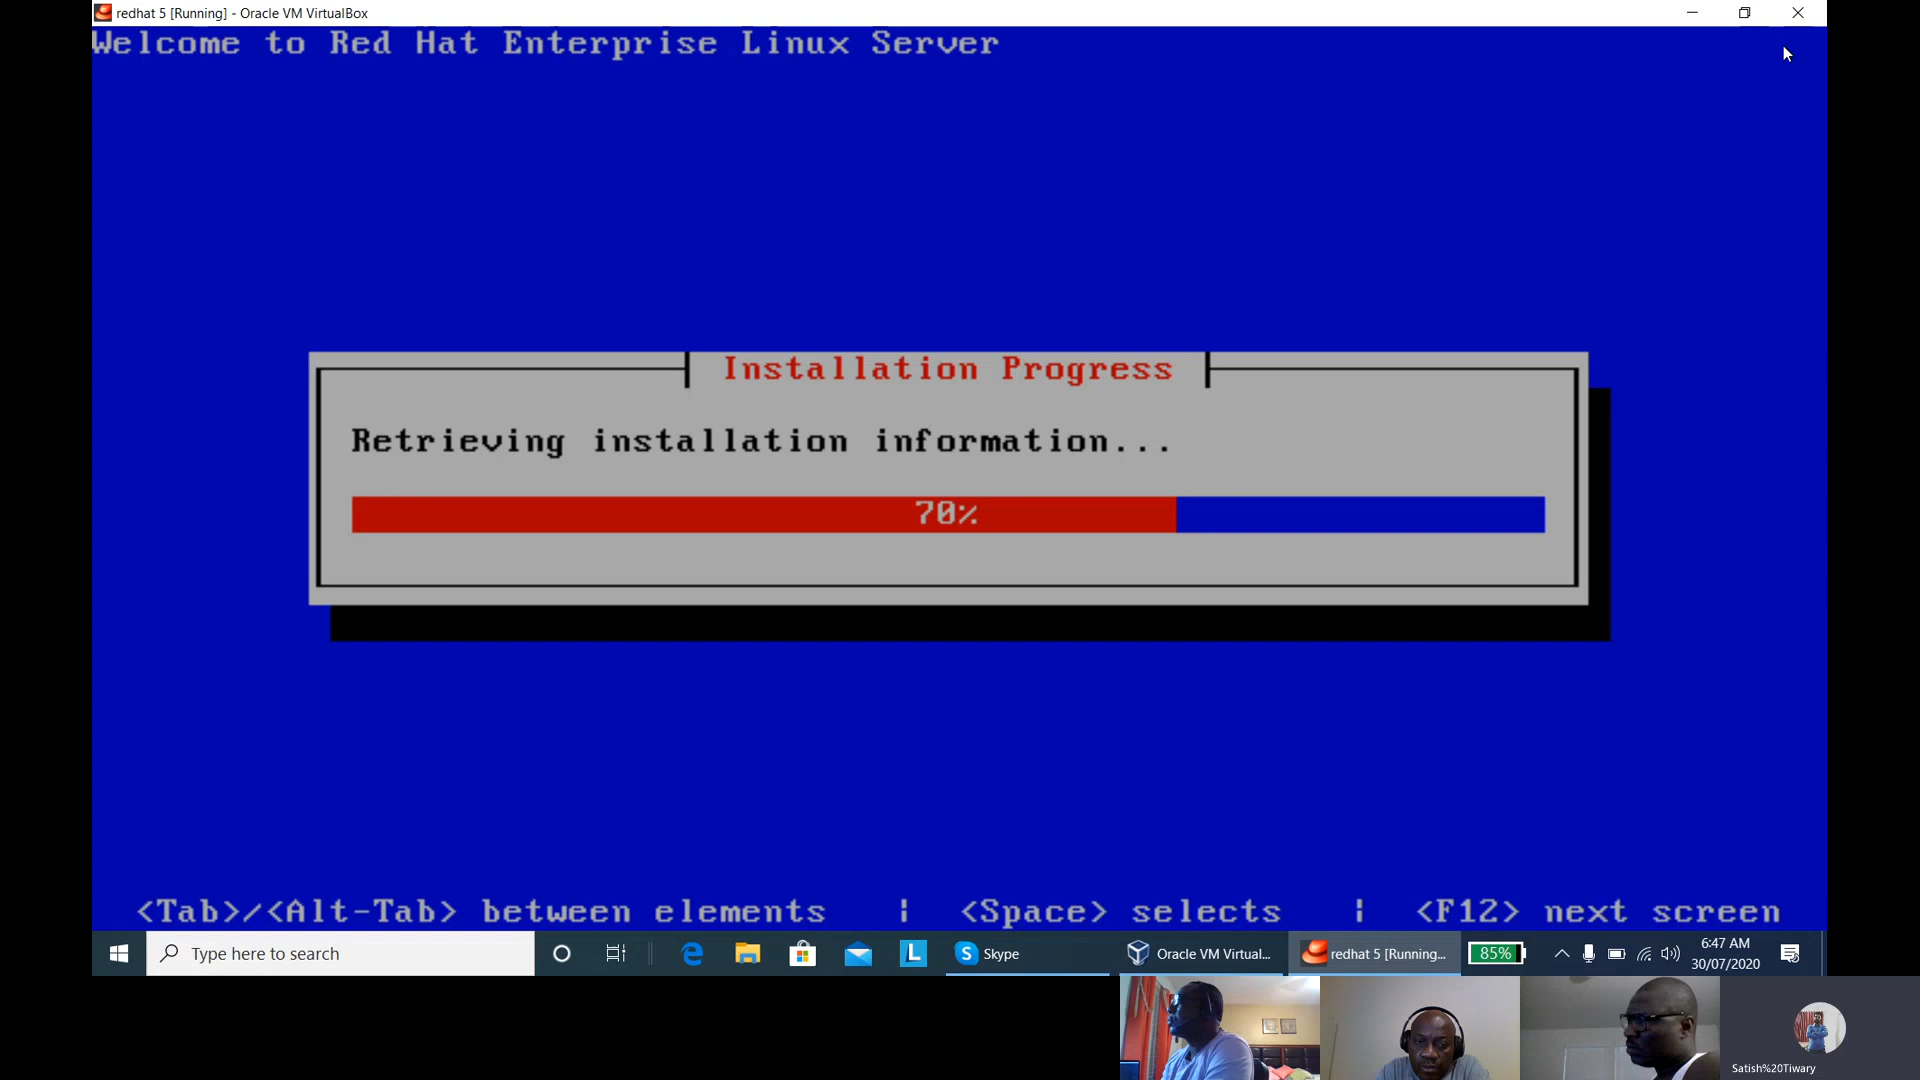 redhat 5 [Running] - Oracle VM VirtualBox
Welcome to Red Hat Enterprise Linux Server
Installation Progress
Retrieving installation information...
70%
<Tab>/<Alt-Tab> between elements | <Space> selects | <F12> next screen
Type here to search
L
S Skype
Oracle VM Virtual...
redhat 5 [Running...
85%
6:47 AM
30/07/2020
Satish%20Tiwary